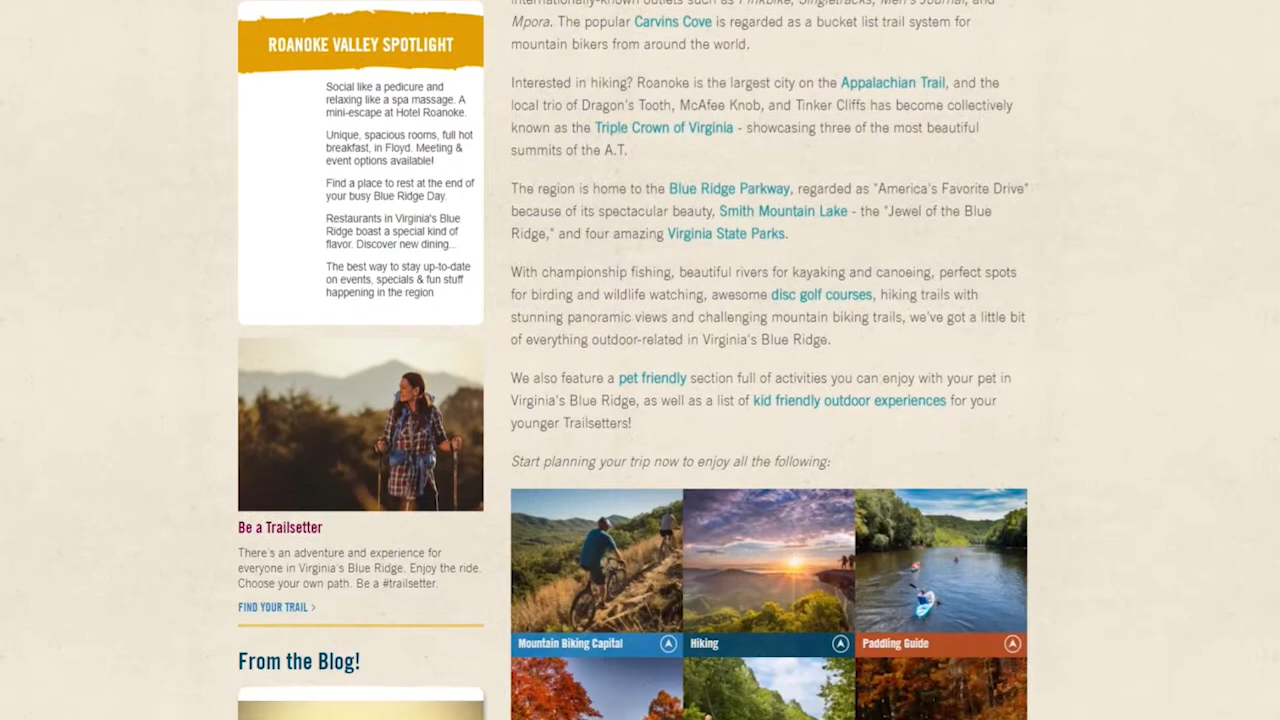 ROANOKE VALLEY SPOTLIGHT
Social like a pedicure and
relaxing like a spa massage. A
mini-escape at Hotel Roanoke.
Unique, spacious rooms, full hot
breakfast, in Floyd. Meeting &
event options available!
Find a place to rest at the end of
your busy Blue Ridge Day.
Restaurants in Virginia's Blue
Ridge boast a special kind of
flavor. Discover new dining...
The best way to stay up-to-date
on events, specials & fun stuff
happening in the region
Be a Trailsetter
There's an adventure and experience for
everyone in Virginia's Blue Ridge. Enjoy the ride.
Choose your own path. Be a #trailsetter.
FIND YOUR TRAIL >
From the Blog!
internationally-known outlets such as Pinkbike, Singletracks, Men's Journal, and
Mpora. The popular Carvins Cove is regarded as a bucket list trail system for
mountain bikers from around the world.
Interested in hiking? Roanoke is the largest city on the Appalachian Trail, and the
local trio of Dragon's Tooth, McAfee Knob, and Tinker Cliffs has become collectively
known as the Triple Crown of Virginia - showcasing three of the most beautiful
summits of the A.T.
The region is home to the Blue Ridge Parkway, regarded as "America's Favorite Drive"
because of its spectacular beauty, Smith Mountain Lake - the "Jewel of the Blue
Ridge," and four amazing Virginia State Parks.
With championship fishing, beautiful rivers for kayaking and canoeing, perfect spots
for birding and wildlife watching, awesome disc golf courses, hiking trails with
stunning panoramic views and challenging mountain biking trails, we've got a little bit
of everything outdoor-related in Virginia's Blue Ridge.
We also feature a pet friendly section full of activities you can enjoy with your pet in
Virginia's Blue Ridge, as well as a list of kid friendly outdoor experiences for your
younger Trailsetters!
Start planning your trip now to enjoy all the following:
Mountain Biking Capital
Hiking
Paddling Guide